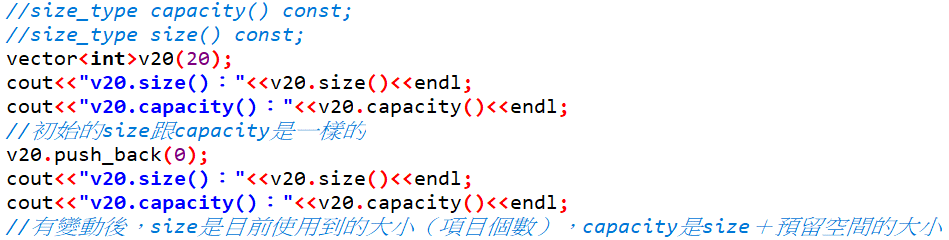 //size_type capacity() const;
//size_type size() const;
vector<int>v20(20);
cout<<"v20.size()："<<v20.size()<<endl;
cout<<"v20.capacity()："<<v20.capacity()<<endl;
//初始的size跟capacity是一樣的
v20.push_back(0);
cout<<"v20.size()："<<v20.size()<<endl;
cout<<"v20.capacity()："<<v20.capacity()<<endl;
//有變動後，size是目前使用到的大小（項目個數），capacity是size＋預留空間的大小